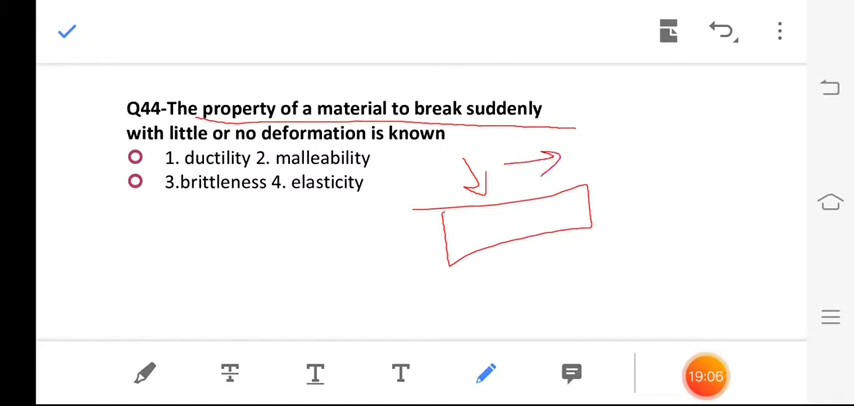 Q44-The property of a material to break suddenly
with little or no deformation is known
1. ductility 2. malleability
3.brittleness 4. elasticity
T T T
19:06